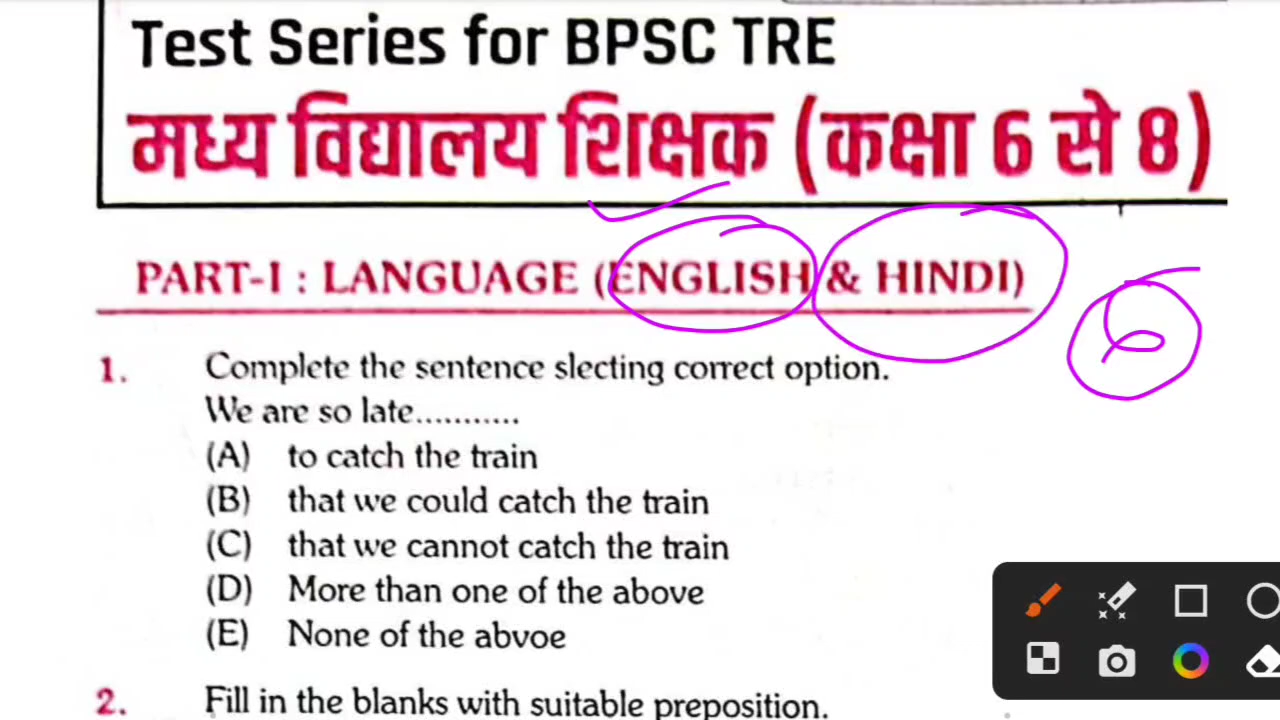 Test Series for BPSC TRE
मध्य विद्यालय शिक्षक (कक्षा 6 से 8)
PART-I : LANGUAGE (ENGLISH & HINDI)
6
1. Complete the sentence slecting correct option.
We are so late...........
(A) to catch the train
(B) that we could catch the train
(C) that we cannot catch the train
(D) More than one of the above
(E) None of the abvoe
2. Fill in the blanks with suitable preposition.